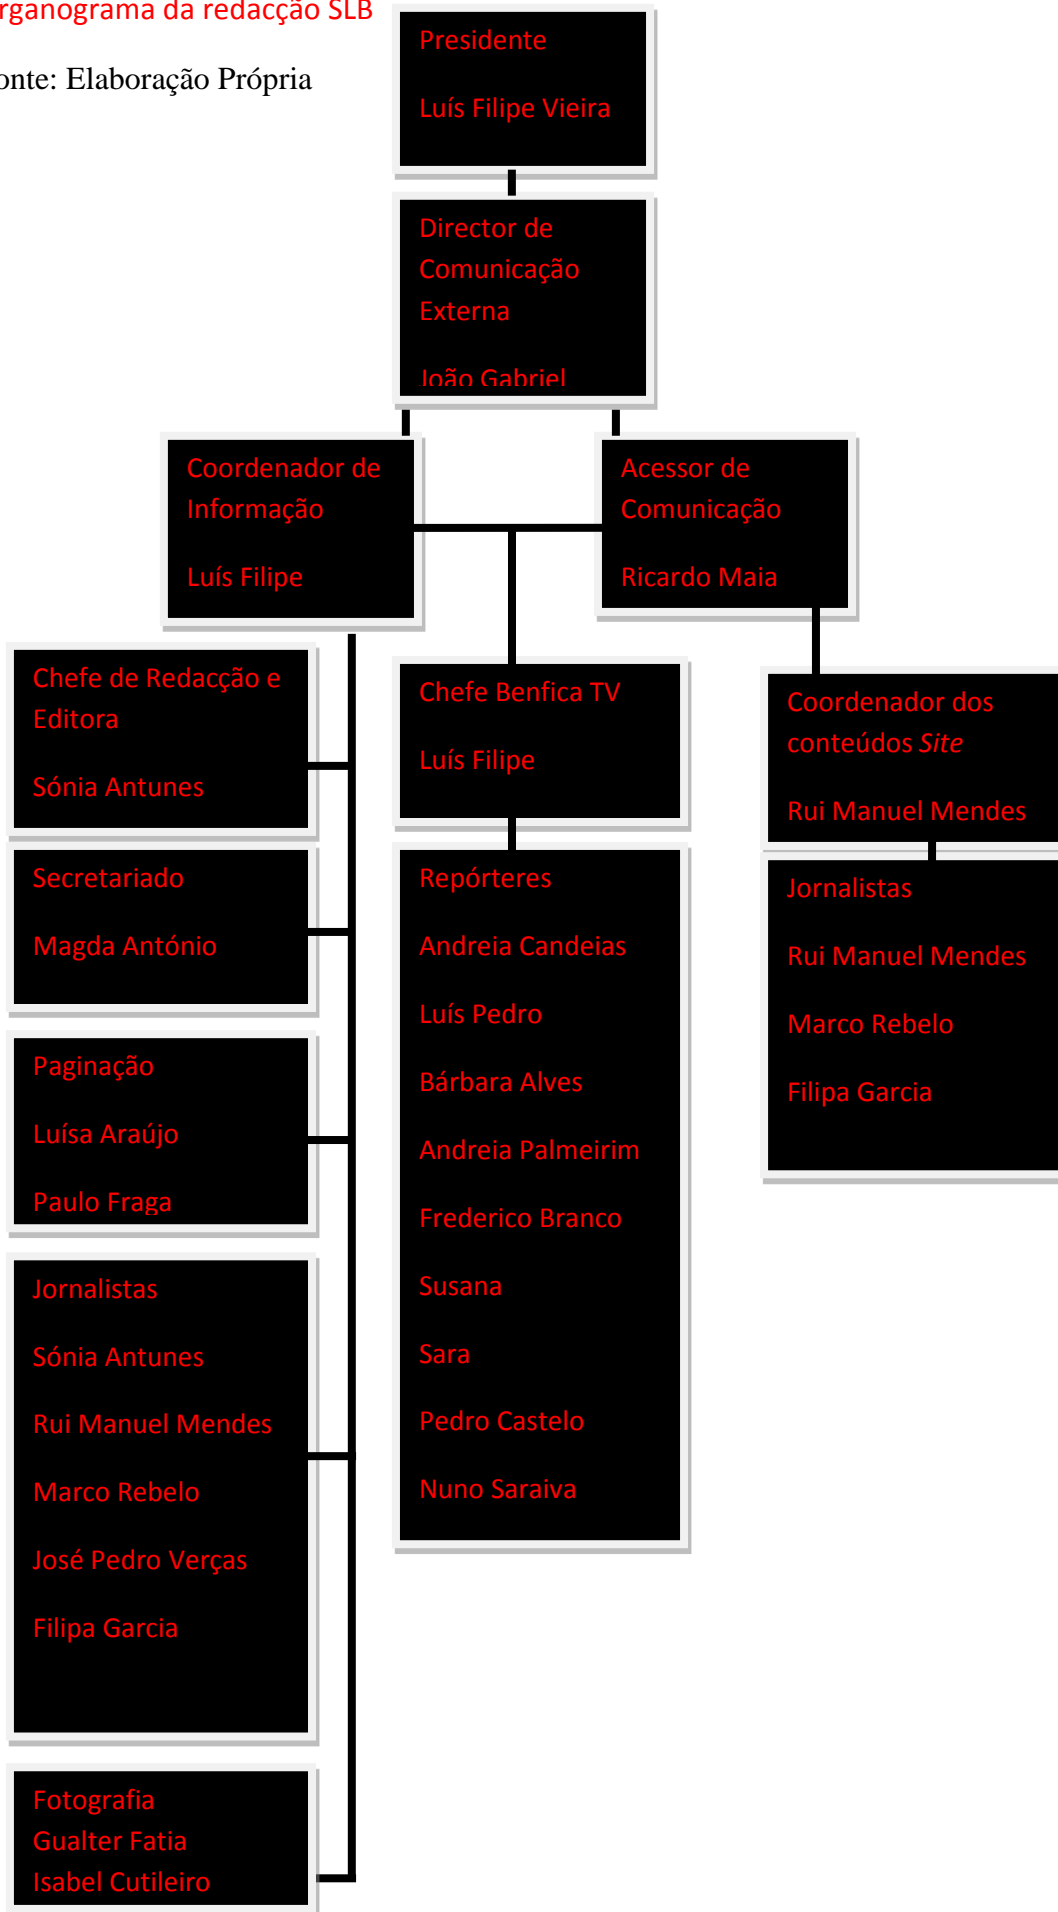 rganograma da redacção SLB
onte: Elaboração Própria
Presidente
Luís Filipe Vieira
Director de
Comunicação
Externa
João Gabriel
Coordenador de
Informação
Luís Filipe
Acessor de
Comunicação
Ricardo Maia
Chefe de Redacção e
Editora
Sónia Antunes
Secretariado
Magda António
Paginação
Luísa Araújo
Paulo Fraga
Jornalistas
Sónia Antunes
Rui Manuel Mendes
Marco Rebelo
José Pedro Verças
Filipa Garcia
Fotografia
Gualter Fatia
Isabel Cutileiro
Chefe Benfica TV
Luís Filipe
Repórteres
Andreia Candeias
Luís Pedro
Bárbara Alves
Andreia Palmeirim
Frederico Branco
Susana
Sara
Pedro Castelo
Nuno Saraiva
Coordenador dos
conteúdos Site
Rui Manuel Mendes
Jornalistas
Rui Manuel Mendes
Marco Rebelo
Filipa Garcia